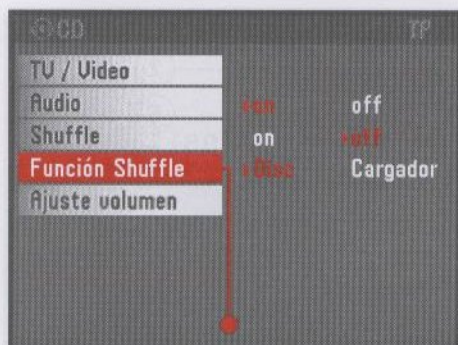 CD TP
TV / Video
Audio •on off
Shuffle on •off
Función Shuffle •Disc Cargador
Ajuste volumen